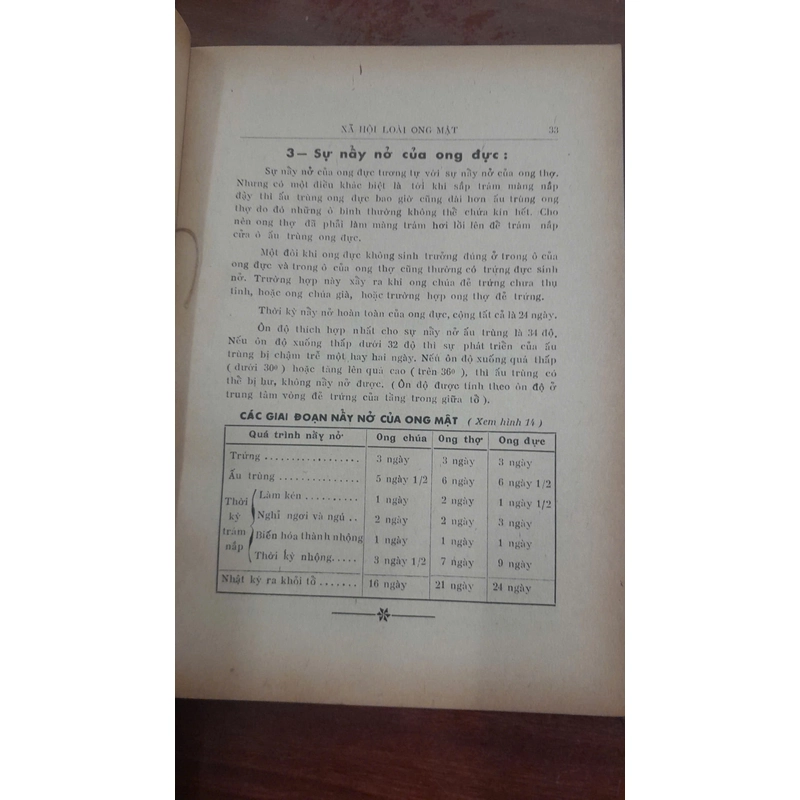 XÃ HỘI LOÀI ONG MẬT 33
3 — Sự nẩy nở của ong đực :
Sự nẩy nở của ong đực tương tự với sự nẩy nở của ong thợ.
Nhưng có một điều khác biệt là tới khi sắp trám màng nắp
đậy thì ấu trùng ong đực bao giờ cũng dài hơn ấu trùng ong
thợ do đó những ô bình thường không thể chứa kín hết. Cho
nên ong thợ đã phải làm màng trám hơi lồi lên để trám nắp
cửa ô ấu trùng ong đực.
Một đôi khi ong đực không sinh trưởng đúng ở trong ô của
ong đực và trong ô của ong thợ cũng thường có trứng đực sinh
nở. Trường hợp này xẩy ra khi ong chúa đẻ trứng chưa thụ
tinh, hoặc ong chúa già, hoặc trường hợp ong thợ đẻ trứng.
Thời kỳ nẩy nở hoàn toàn của ong đực, cộng tất cả là 24 ngày.
Ôn độ thích hợp nhất cho sự nẩy nở ấu trùng là 34 độ.
Nếu ôn độ xuống thấp dưới 32 độ thì sự phát triển của ấu
trùng bị chậm trễ một hay hai ngày. Nếu ôn độ xuống quá thấp
( dưới 30º ) hoặc tăng lên quá cao ( trên 36º ), thì ấu trùng có
thể bị hư, không nẩy nở được. ( Ôn độ được tính theo ôn độ ở
trung tâm vòng đẻ trứng của tầng trong giữa tổ ).
CÁC GIAI ĐOẠN NẨY NỞ CỦA ONG MẬT ( Xem hình 14 )
Quá trình nẩy nở Ong chúa Ong thợ Ong đực
Trứng .................. 3 ngày 3 ngày 3 ngày
Ấu trùng ................ 5 ngày 1/2 6 ngày 6 ngày 1/2
Thời kỳ trám nắp
Làm kén .......... 1 ngày 2 ngày 1 ngày 1/2
Nghỉ ngơi và ngủ .. 2 ngày 2 ngày 3 ngày
Biến hóa thành nhộng 1 ngày 1 ngày 1 ngày
Thời kỳ nhộng..... 3 ngày 1/2 7 ngày 9 ngày
Nhật kỳ ra khỏi tổ ....... 16 ngày 21 ngày 24 ngày